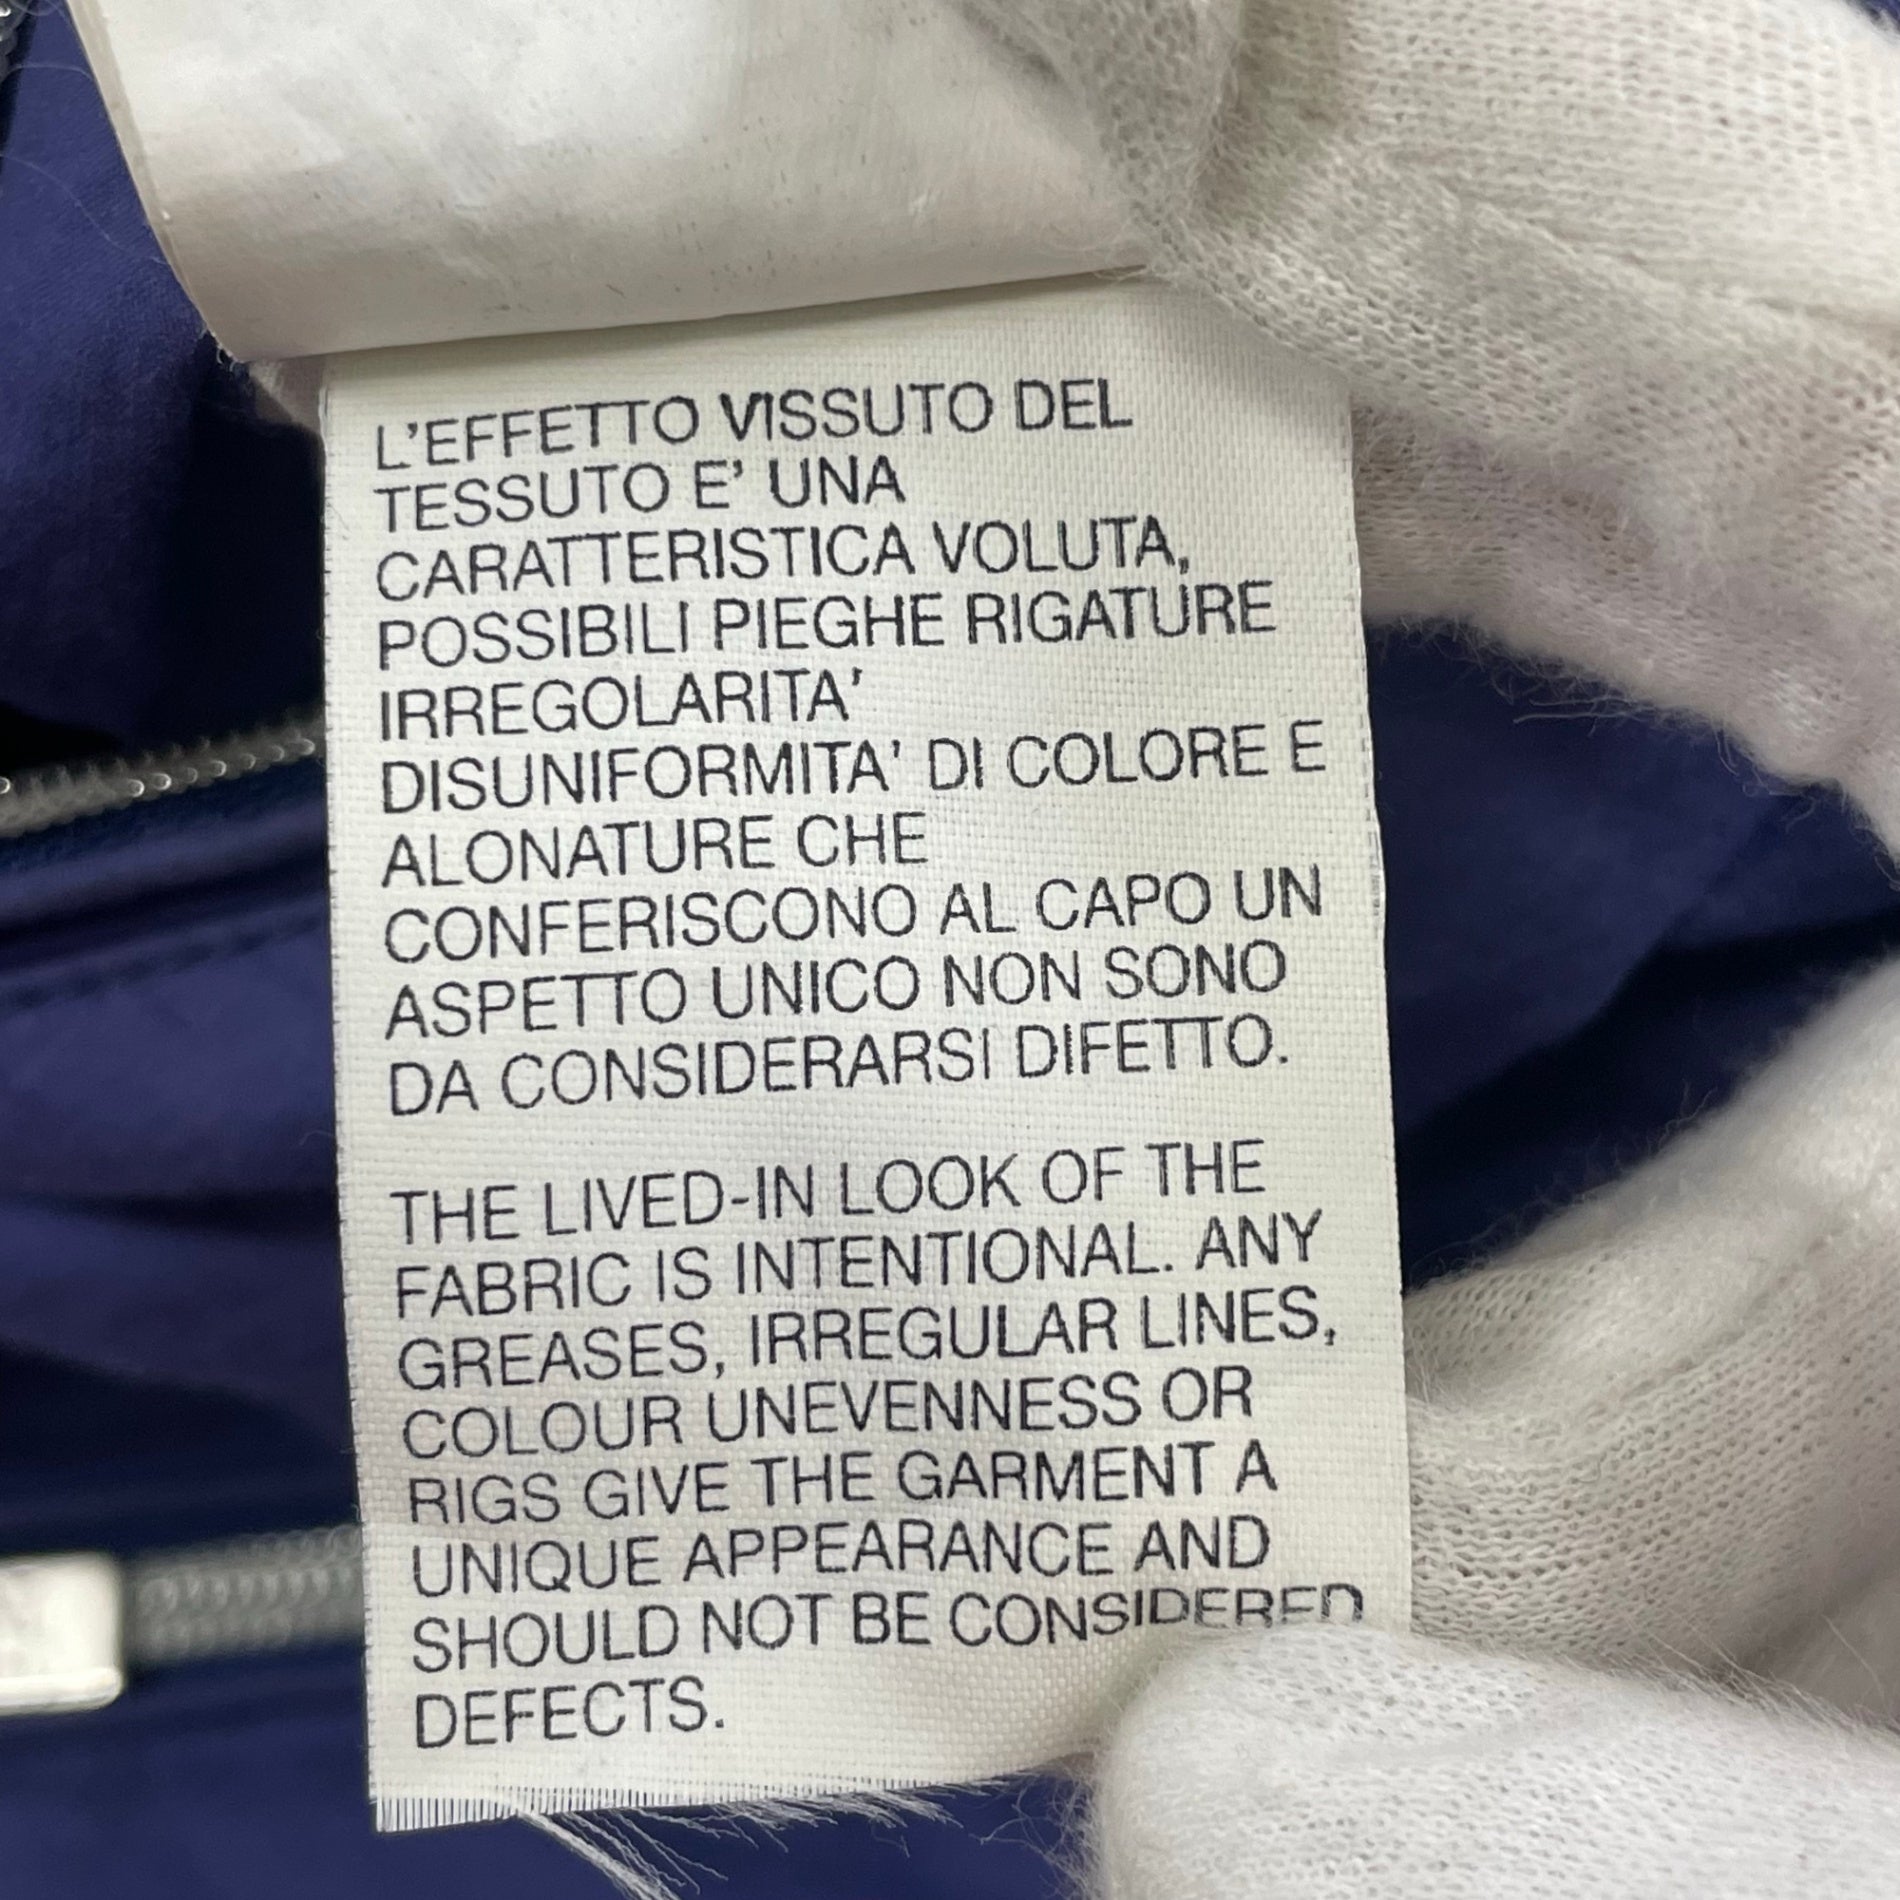 L'EFFETTO VISSUTO DEL
TESSUTO E' UNA
CARATTERISTICA VOLUTA,
POSSIBILI PIEGHE RIGATURE
IRREGOLARITA'
DISUNIFORMITA' DI COLORE E
ALONATURE CHE
CONFERISCONO AL CAPO UN
ASPETTO UNICO NON SONO
DA CONSIDERARSI DIFETTO.
THE LIVED-IN LOOK OF THE
FABRIC IS INTENTIONAL. ANY
GREASES, IRREGULAR LINES,
COLOUR UNEVENNESS OR
RIGS GIVE THE GARMENT A
UNIQUE APPEARANCE AND
SHOULD NOT BE CONSIDERED
DEFECTS.